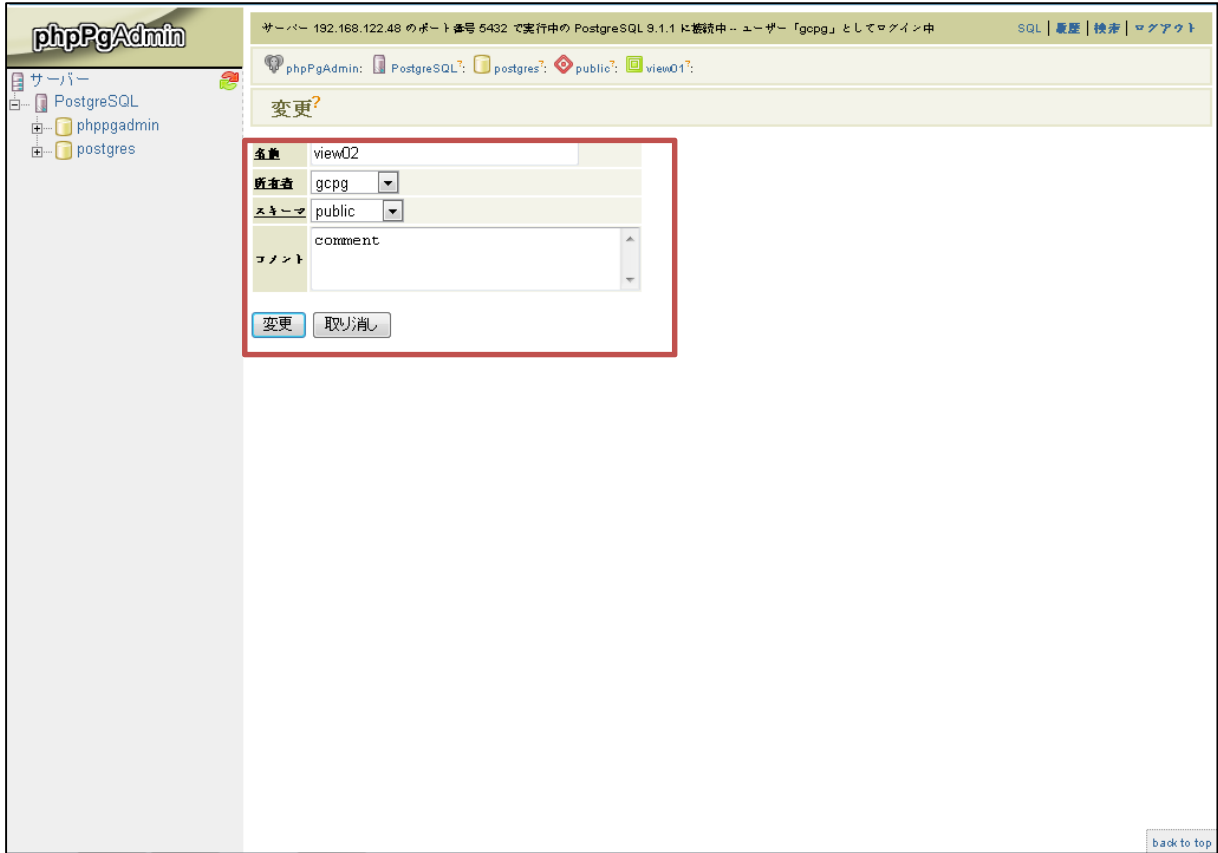 phpPgAdmin
サーバー
PostgreSQL
phppgadmin
postgres
サーバー 192.168.122.48 のポート番号 5432 で実行中の PostgreSQL 9.1.1 に接続中 -- ユーザー「gcpg」としてログイン中
SQL | 履歴 | 検索 | ログアウト
phpPgAdmin: PostgreSQL?: postgres?: public?: view01?:
変更?
名前 view02
所有者 gcpg
スキーマ public
コメント comment
変更 取り消し
back to top